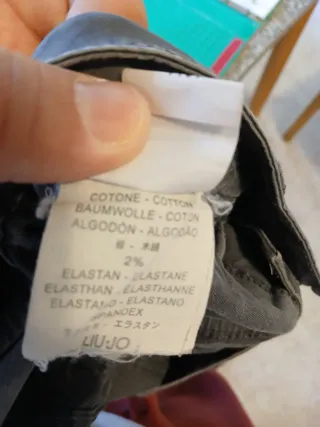 COTONE - COTTON
BAUMWOLLE - COTON
ALGODÓN - ALGODÃO
棉 - 木綿
2%
ELASTAN - ELASTANE
ELASTHAN - ELASTHANNE
ELASTANO - ELASTANO
SPANDEX
エラスタン
LIU·JO